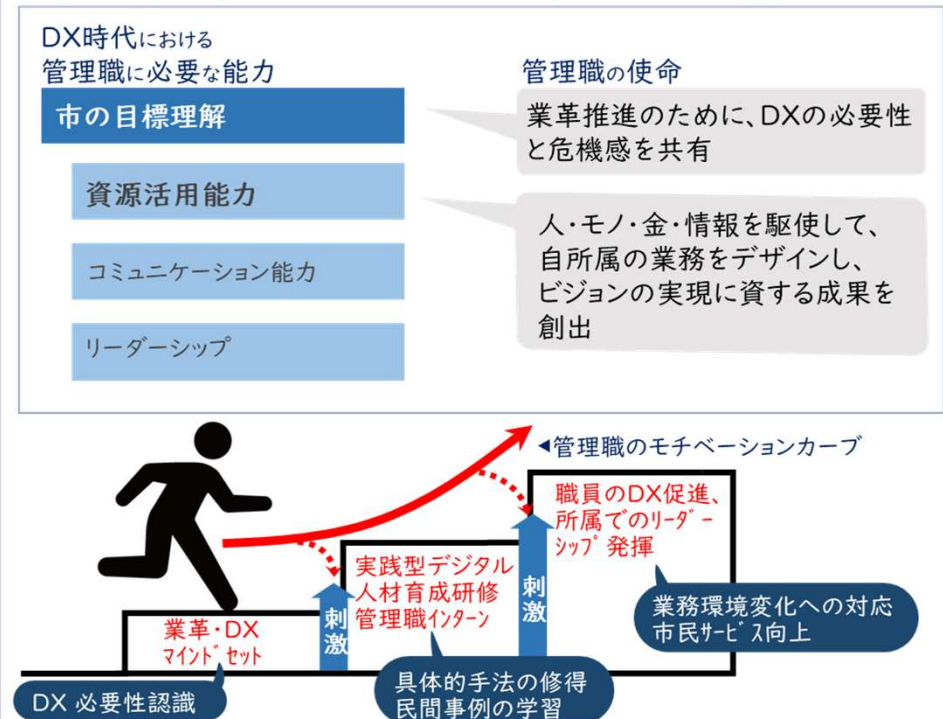 DX時代における
管理職に必要な能力
市の目標理解
資源活用能力
コミュニケーション能力
リーダーシップ
管理職の使命
業革推進のために、DXの必要性
と危機感を共有
人・モノ・金・情報を駆使して、
自所属の業務をデザインし、
ビジョンの実現に資する成果を
創出
◄管理職のモチベーションカーブ
業革・DX
マインドセット
DX 必要性認識
刺激
実践型デジタル
人材育成研修
管理職インターン
具体的手法の修得
民間事例の学習
刺激
職員のDX促進、
所属でのリーダー
シップ発揮
業務環境変化への対応
市民サービス向上